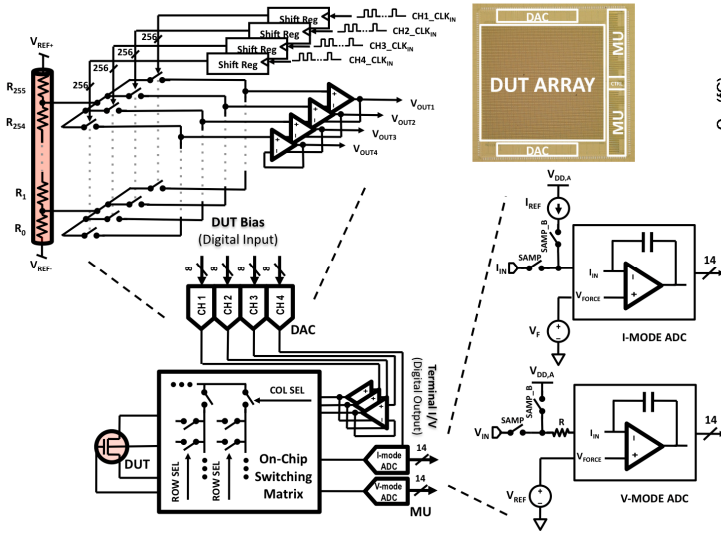 Shift Reg
Shift Reg
Shift Reg
Shift Reg
CH1_CLK_IN
CH2_CLK_IN
CH3_CLK_IN
CH4_CLK_IN
256
256
256
256
V_REF+
R_255
R_254
R_1
R_0
V_REF-
V_OUT1
V_OUT2
V_OUT3
V_OUT4
DUT Bias
(Digital Input)
8
8
8
8
CH 1
CH 2
CH 3
CH 4
DAC
COL SEL
ROW SEL
ROW SEL
On-Chip
Switching
Matrix
DUT
Terminal I/V
(Digital Output)
I-mode
ADC
14
V-mode
ADC
14
MU
DAC
DUT ARRAY
MU
CTRL
MU
DAC
V_DD,A
I_REF
SAMP_B
SAMP
I_IN
I_IN
V_FORCE
V_F
14
I-MODE ADC
V_DD,A
SAMP_B
SAMP
V_IN
R
I_IN
V_FORCE
V_REF
14
V-MODE ADC